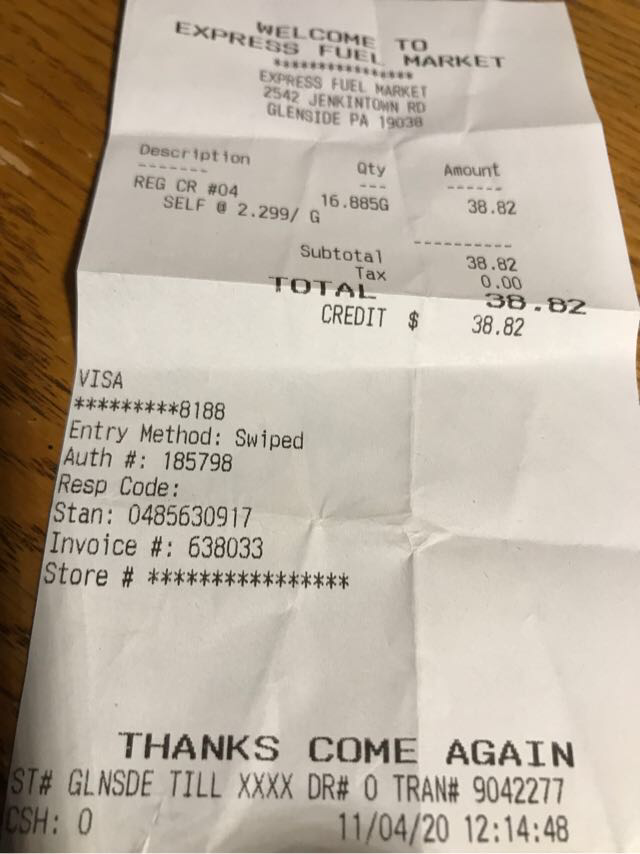 WELCOME TO
EXPRESS FUEL MARKET
****************
EXPRESS FUEL MARKET
2542 JENKINTOWN RD
GLENSIDE PA 19038
Description Qty Amount
------- --- ------
REG CR #04 16.885G 38.82
SELF @ 2.299/ G
----------
Subtotal 38.82
Tax 0.00
TOTAL 38.82
CREDIT $ 38.82
VISA
*********8188
Entry Method: Swiped
Auth #: 185798
Resp Code:
Stan: 0485630917
Invoice #: 638033
Store # ****************
THANKS COME AGAIN
ST# GLNSDE TILL XXXX DR# 0 TRAN# 9042277
CSH: 0 11/04/20 12:14:48